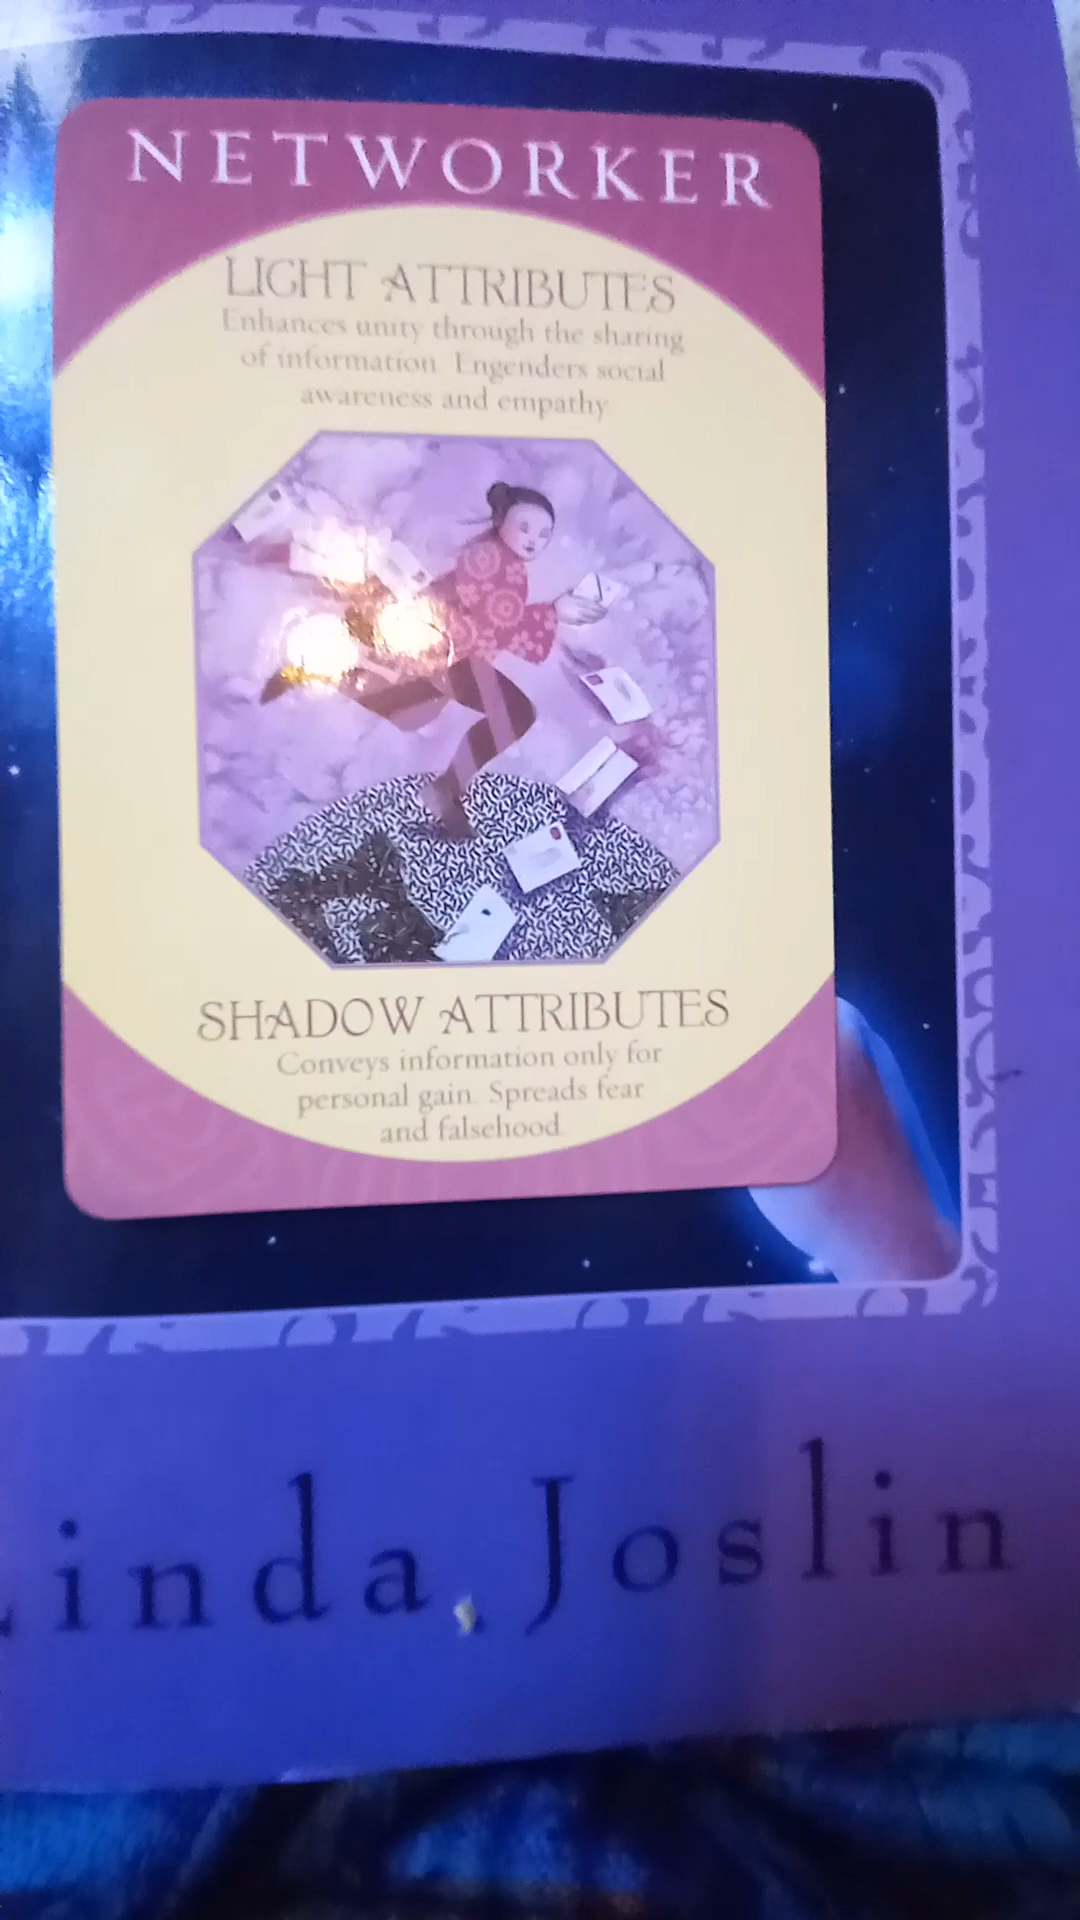 NETWORKER
LIGHT ATTRIBUTES
Enhances unity through the sharing
of information. Engenders social
awareness and empathy.
SHADOW ATTRIBUTES
Conveys information only for
personal gain. Spreads fear
and falsehood.
Linda Joslin